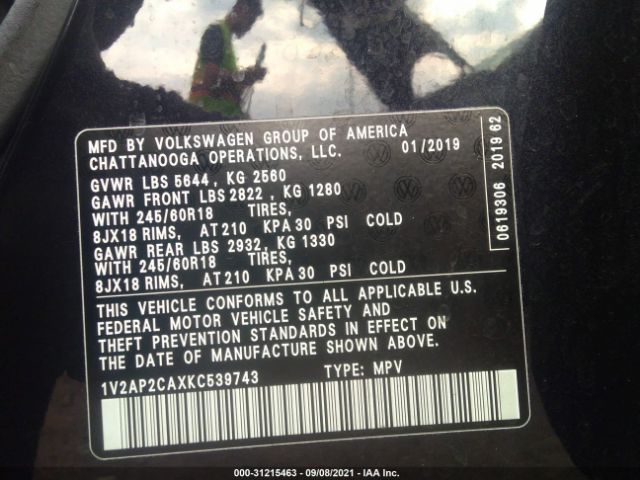 MFD BY VOLKSWAGEN GROUP OF AMERICA
CHATTANOOGA OPERATIONS, LLC. 01/2019
GVWR LBS 5644, KG 2560
GAWR FRONT LBS 2822, KG 1280
WITH 245/60R18 TIRES,
8JX18 RIMS, AT 210 KPA 30 PSI COLD
GAWR REAR LBS 2932, KG 1330
WITH 245/60R18 TIRES,
8JX18 RIMS, AT 210 KPA 30 PSI COLD
THIS VEHICLE CONFORMS TO ALL APPLICABLE U.S.
FEDERAL MOTOR VEHICLE SAFETY AND
THEFT PREVENTION STANDARDS IN EFFECT ON
THE DATE OF MANUFACTURE SHOWN ABOVE.
1V2AP2CAXKC539743 TYPE: MPV
0619306 2019 62
000-31215463 - 09/08/2021 - IAA Inc.